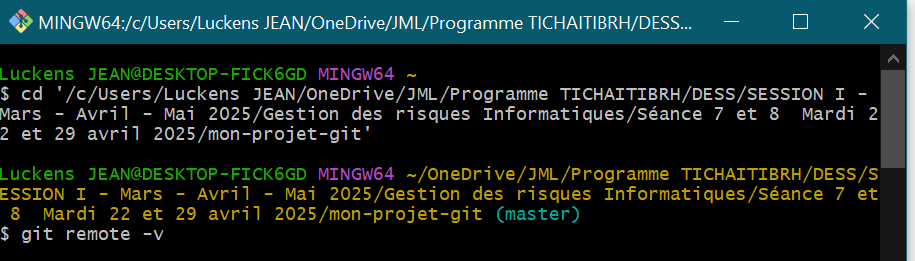 MINGW64:/c/Users/Luckens JEAN/OneDrive/JML/Programme TICHAITIBRH/DESS...
Luckens JEAN@DESKTOP-FICK6GD MINGW64 ~
$ cd '/c/Users/Luckens JEAN/OneDrive/JML/Programme TICHAITIBRH/DESS/SESSION I -
Mars - Avril - Mai 2025/Gestion des risques Informatiques/Séance 7 et 8  Mardi 2
2 et 29 avril 2025/mon-projet-git'
Luckens JEAN@DESKTOP-FICK6GD MINGW64 ~/OneDrive/JML/Programme TICHAITIBRH/DESS/S
ESSION I - Mars - Avril - Mai 2025/Gestion des risques Informatiques/Séance 7 et
 8  Mardi 22 et 29 avril 2025/mon-projet-git (master)
$ git remote -v